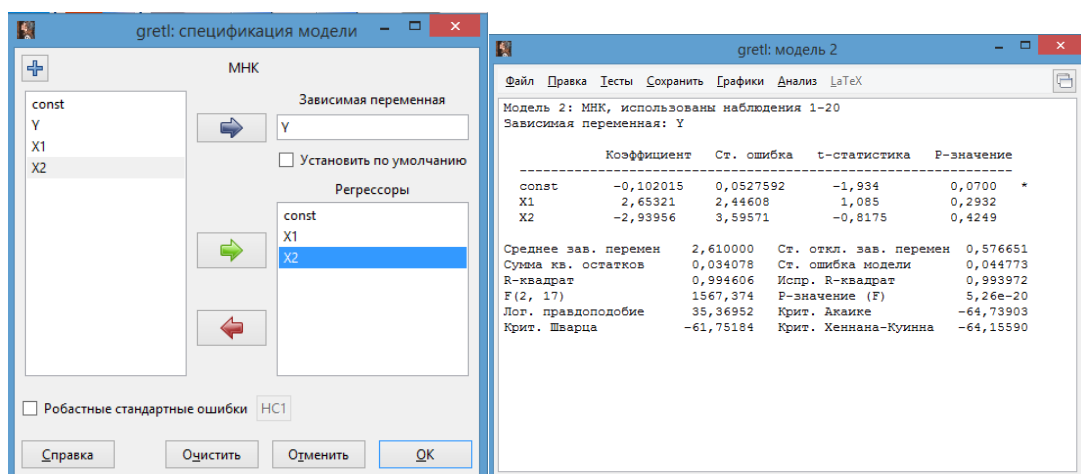 gretl: спецификация модели
МНК
const
Y
X1
X2
Зависимая переменная
Y
Установить по умолчанию
Регрессоры
const
X1
X2
Робастные стандартные ошибки HC1
Справка Очистить Отменить OK
gretl: модель 2
Файл Правка Тесты Сохранить Графики Анализ LaTeX
Модель 2: МНК, использованы наблюдения 1-20
Зависимая переменная: Y
Коэффициент Ст. ошибка t-статистика P-значение
const -0,102015 0,0527592 -1,934 0,0700 *
X1 2,65321 2,44608 1,085 0,2932
X2 -2,93956 3,59571 -0,8175 0,4249
Среднее зав. перемен 2,610000 Ст. откл. зав. перемен 0,576651
Сумма кв. остатков 0,034078 Ст. ошибка модели 0,044773
R-квадрат 0,994606 Испр. R-квадрат 0,993972
F(2, 17) 1567,374 P-значение (F) 5,26e-20
Лог. правдоподобие 35,36952 Крит. Акаике -64,73903
Крит. Шварца -61,75184 Крит. Хеннана-Куинна -64,15590